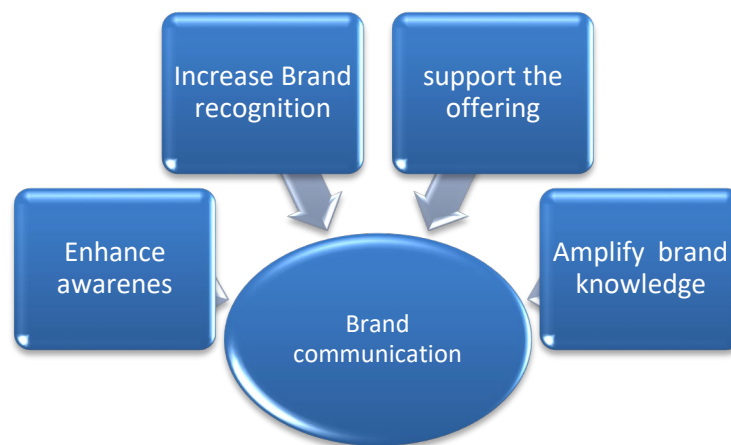 Increase Brand
recognition
support the
offering
Enhance
awarenes
Amplify  brand
knowledge
Brand
communication